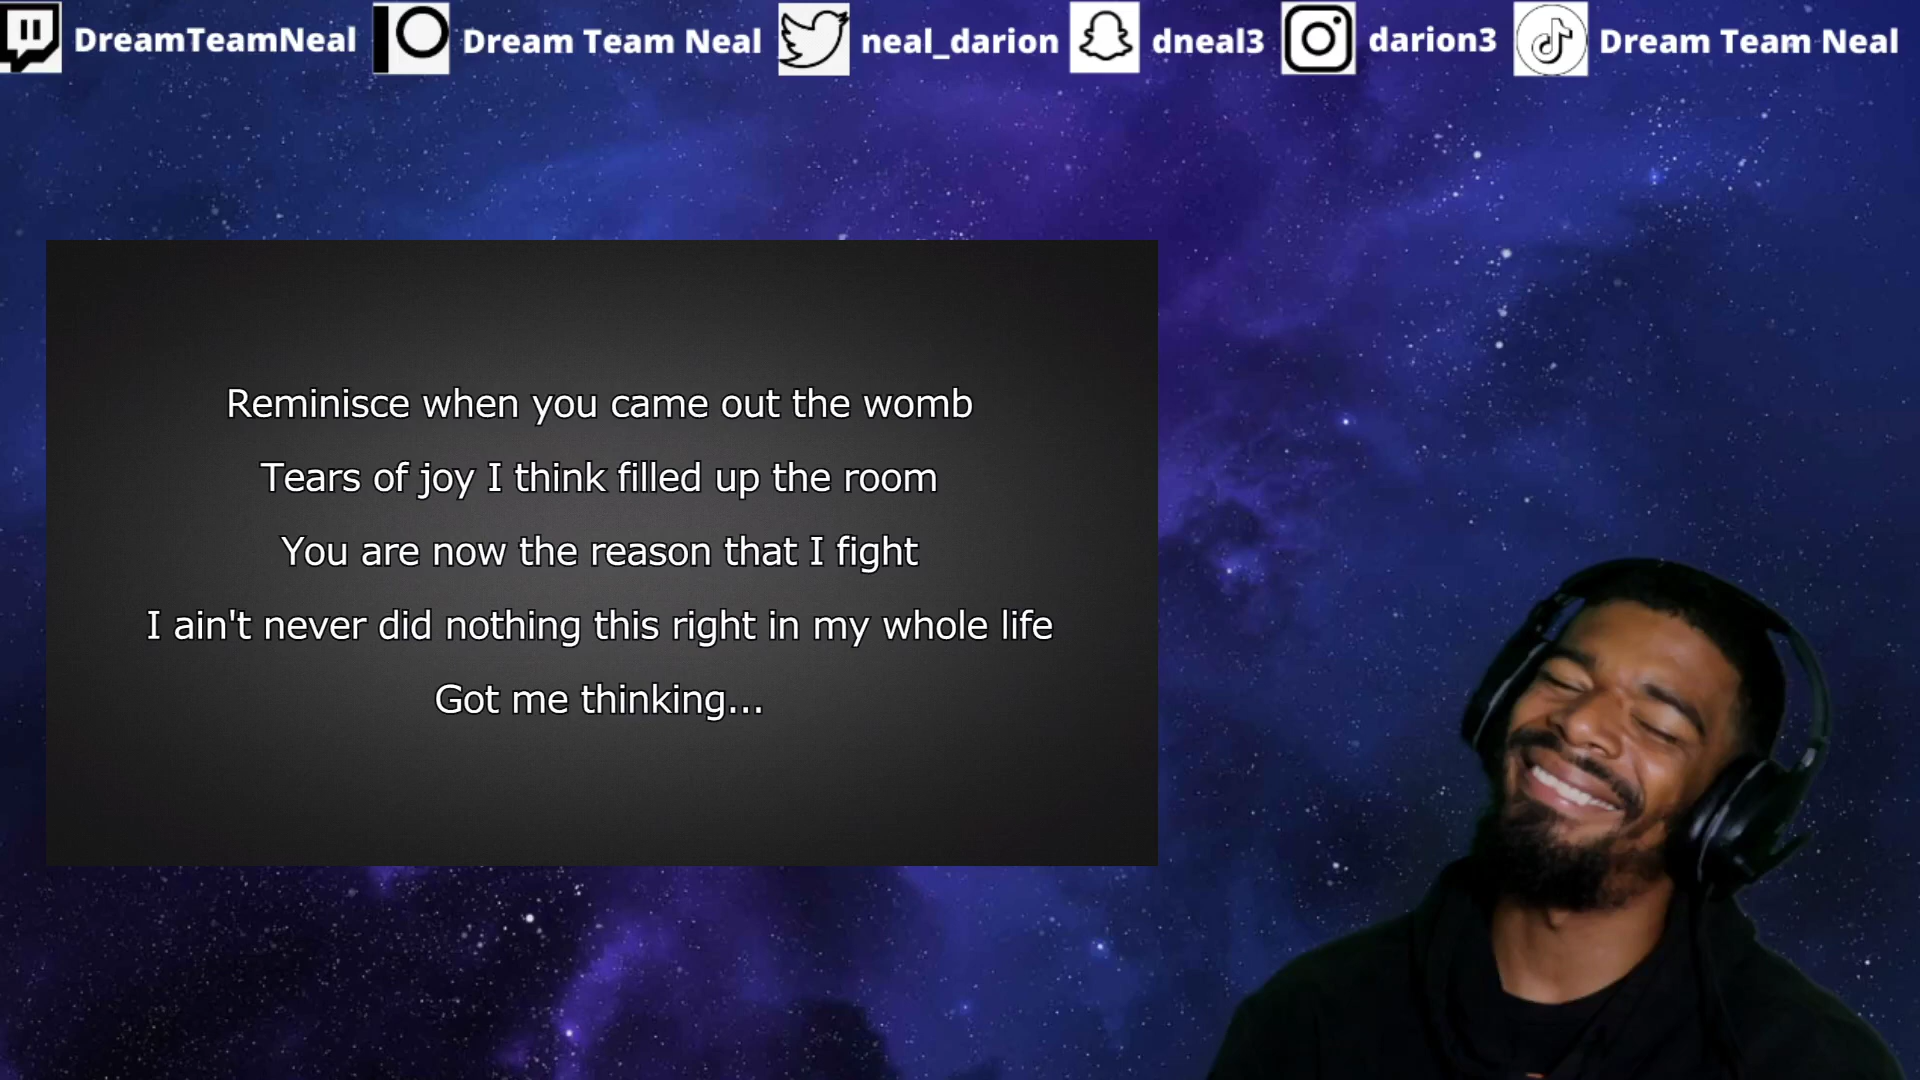 DreamTeamNeal Dream Team Neal neal_darion dneal3 darion3 Dream Team Neal
Reminisce when you came out the womb
Tears of joy I think filled up the room
You are now the reason that I fight
I ain't never did nothing this right in my whole life
Got me thinking...